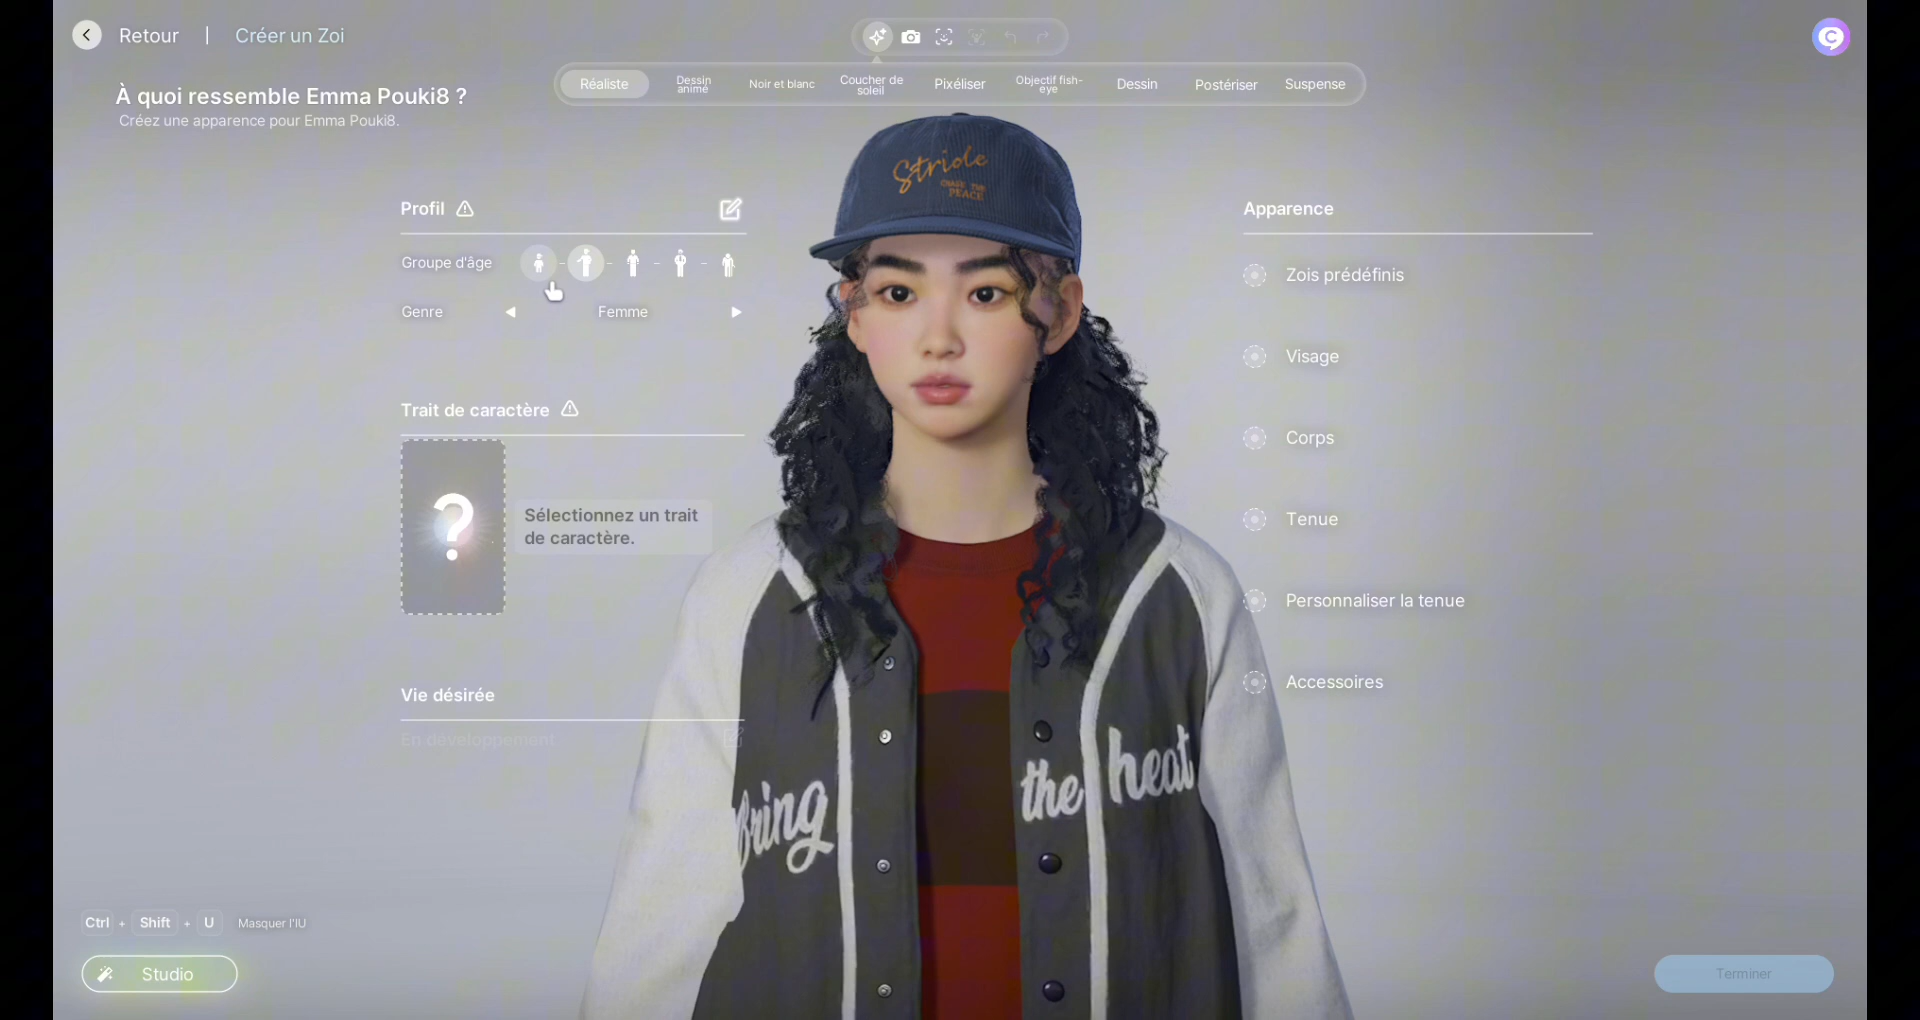 Retour | Créer un Zoi
À quoi ressemble Emma Pouki8 ?
Créez une apparence pour Emma Pouki8.
Réaliste
Dessin
animé
Noir et blanc
Coucher de
soleil
Pixéliser
Objectif fish-
eye
Dessin
Postériser
Suspense
Stride
PEACE
Profil
Groupe d'âge
Genre
Femme
Trait de caractère
?
Sélectionnez un trait
de caractère.
Vie désirée
En développement
Apparence
Zois prédéfinis
Visage
Corps
Tenue
Personnaliser la tenue
Accessoires
Bring
the heat
Ctrl + Shift + U Masquer l'IU
Studio
Terminer